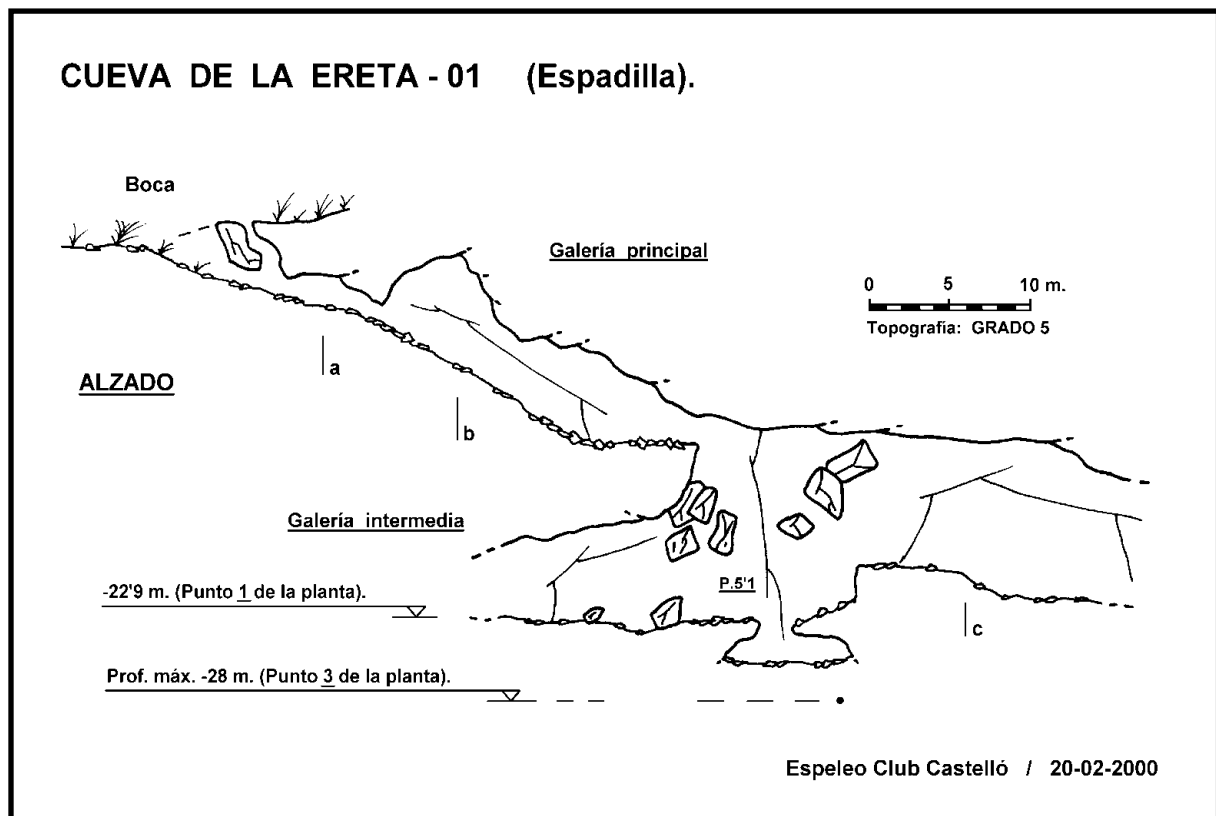 CUEVA DE LA ERETA - 01 (Espadilla).
Boca
Galería principal
0 5 10 m.
Topografia: GRADO 5
a
ALZADO
b
Galería intermedia
P.5'1
-22'9 m. (Punto 1 de la planta).
c
Prof. máx. -28 m. (Punto 3 de la planta).
Espeleo Club Castelló / 20-02-2000